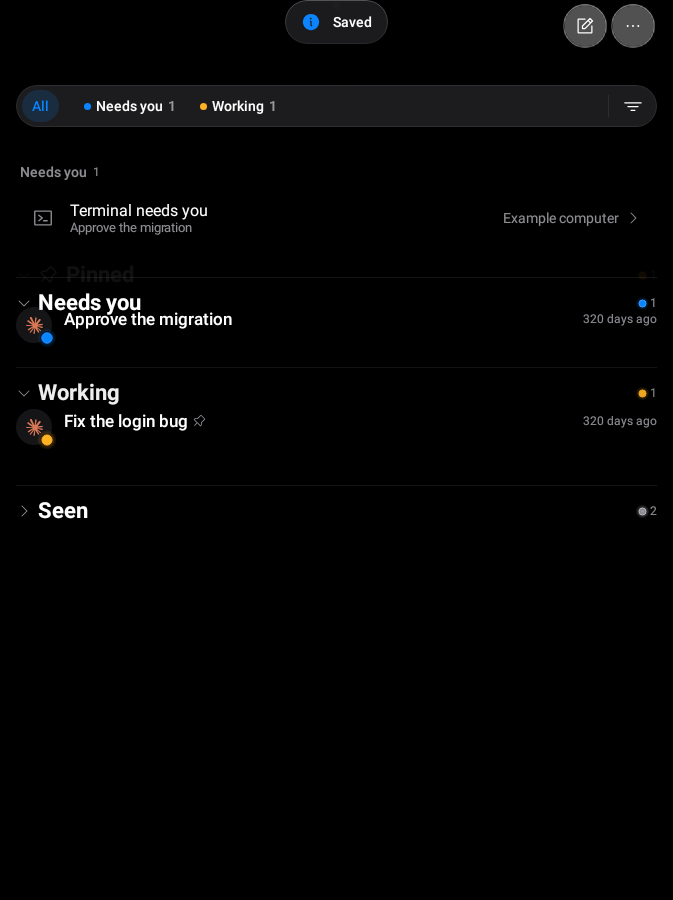 Saved
All
Needs you 1
Working 1
Needs you 1
Terminal needs you
Approve the migration
Example computer
Pinned
Needs you
1
Approve the migration
320 days ago
Working
1
Fix the login bug
320 days ago
Seen
2